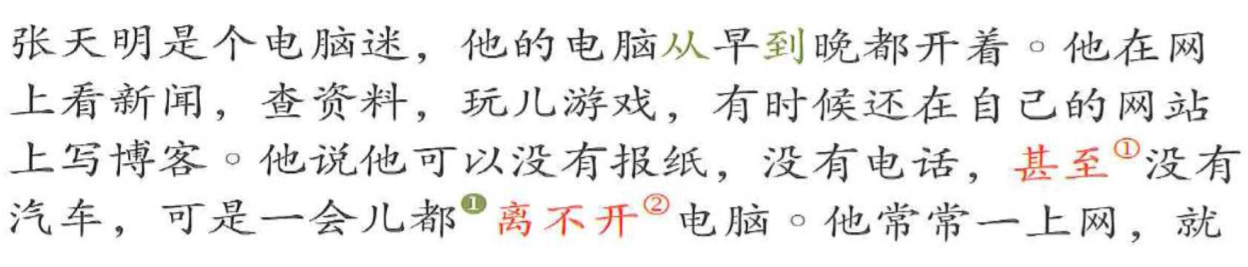 张天明是个电脑迷，他的电脑从早到晚都开着。他在网
上看新闻，查资料，玩儿游戏，有时候还在自己的网站
上写博客。他说他可以没有报纸，没有电话，甚至①没有
汽车，可是一会儿都❶离不开②电脑。他常常一上网，就